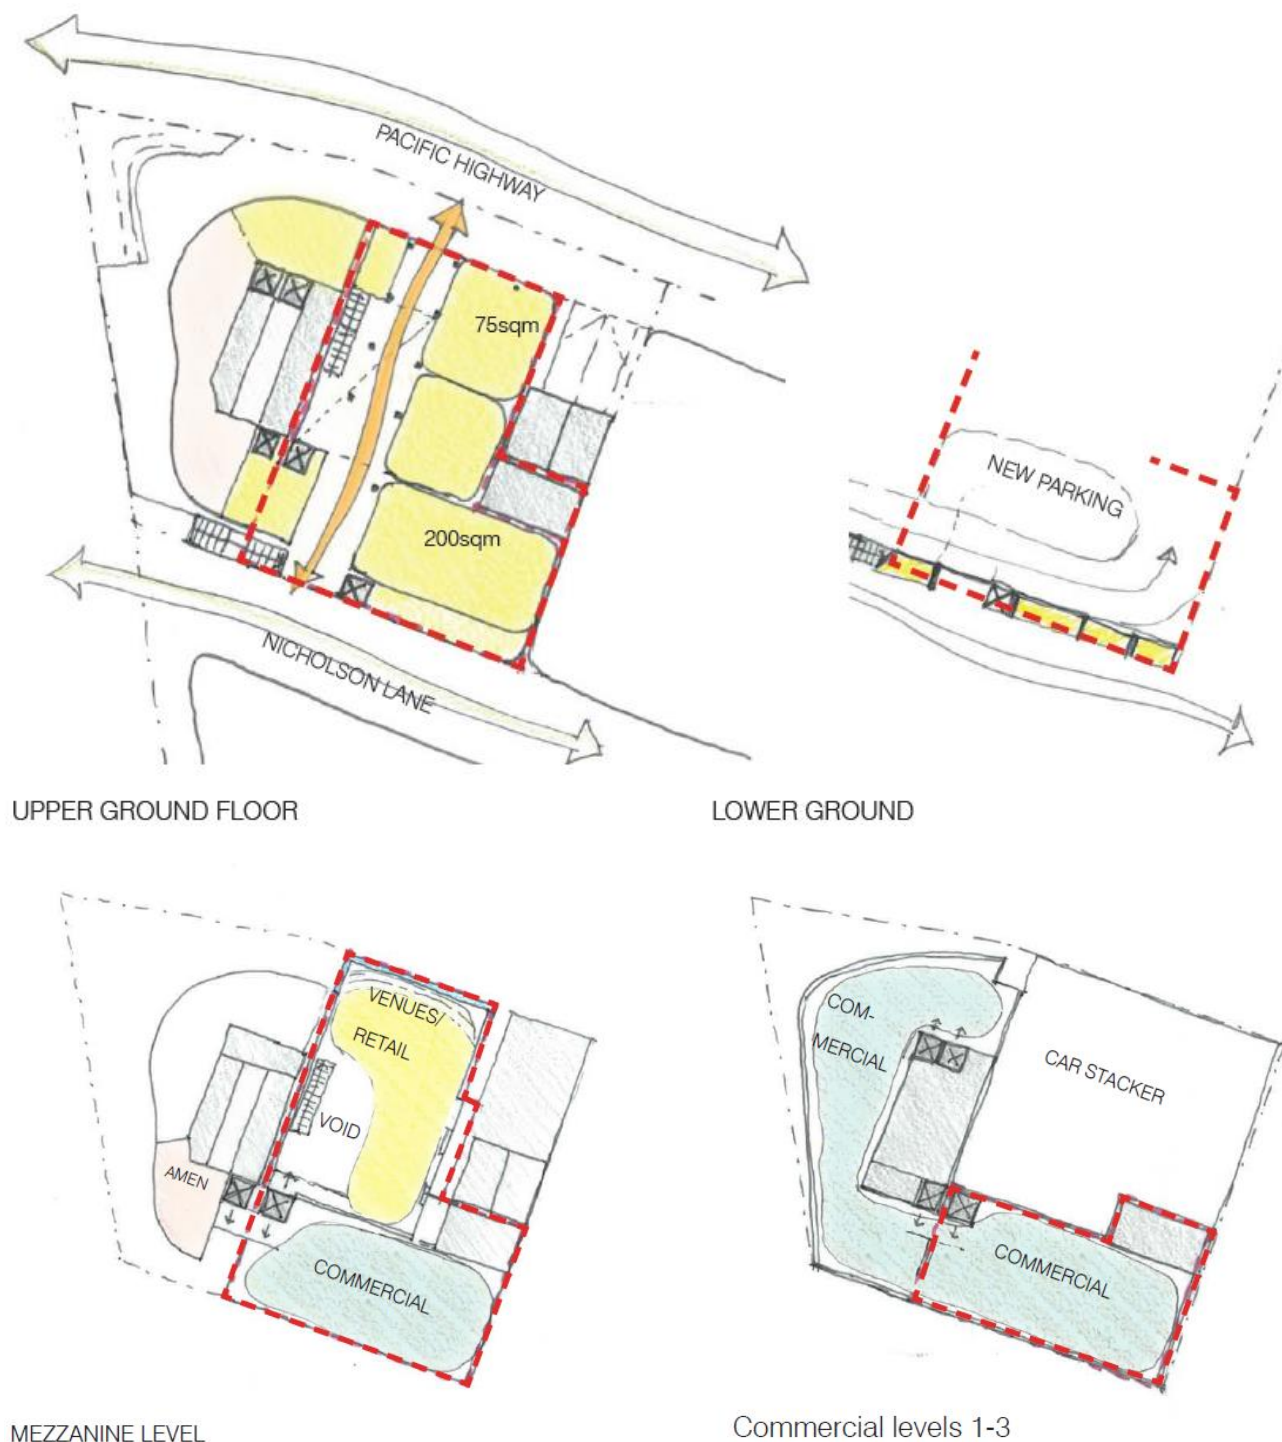 PACIFIC HIGHWAY
75sqm
200sqm
NICHOLSON LANE
NEW PARKING
UPPER GROUND FLOOR
LOWER GROUND
VENUES/
RETAIL
VOID
AMEN
COMMERCIAL
COM-
MERCIAL
CAR STACKER
COMMERCIAL
MEZZANINE LEVEL
Commercial levels 1-3